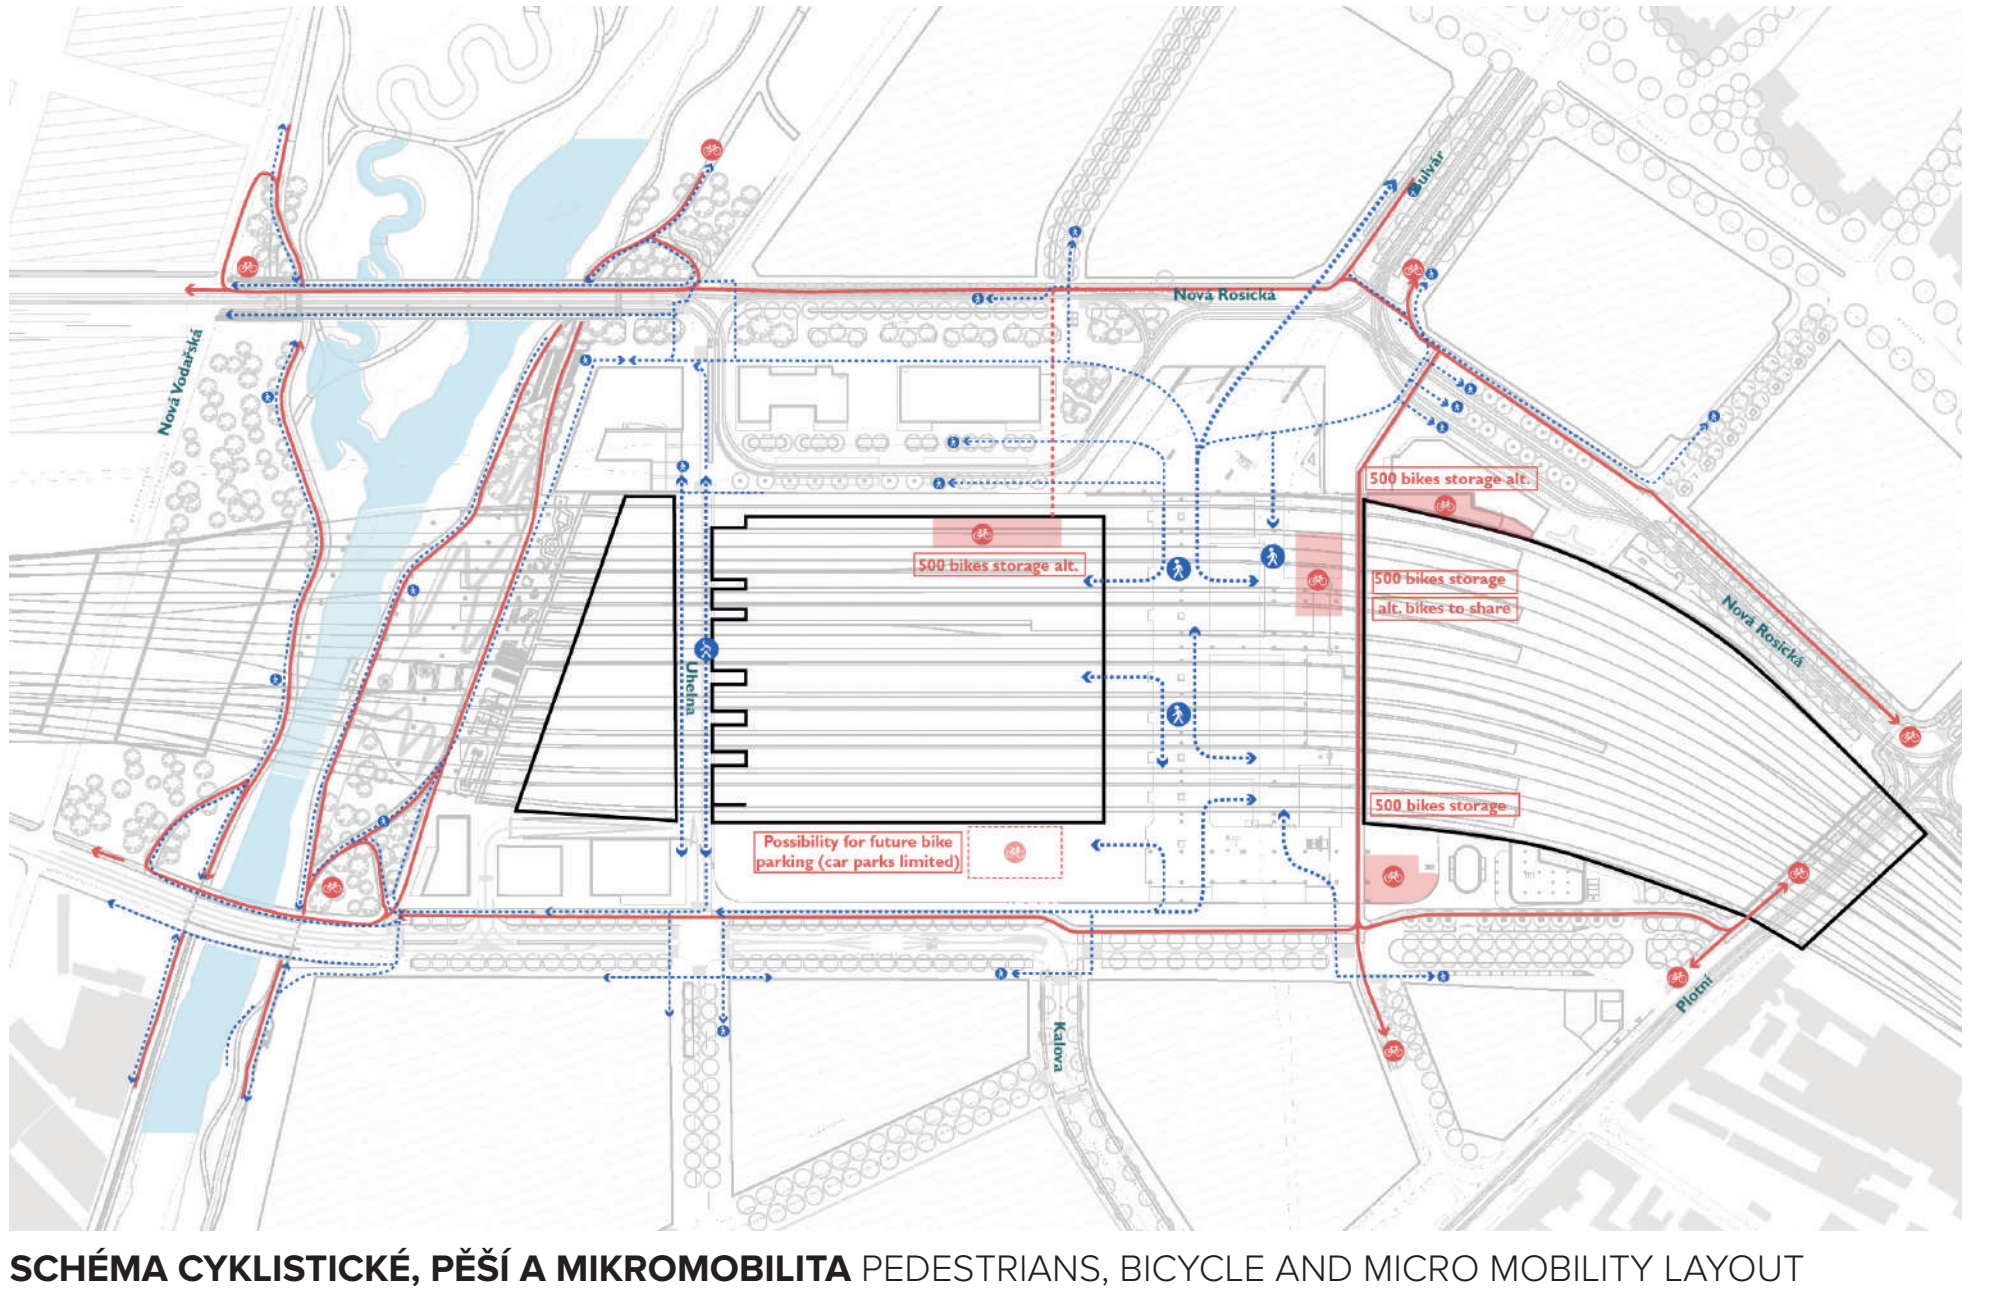 Bulvár
Nová Rosická
Nová Vodařská
500 bikes storage alt.
500 bikes storage alt.
500 bikes storage
alt. bikes to share
Nová Rosická
Uhelna
500 bikes storage
Possibility for future bike
parking (car parks limited)
Plotní
Kalova
SCHÉMA CYKLISTICKÉ, PĚŠÍ A MIKROMOBILITA PEDESTRIANS, BICYCLE AND MICRO MOBILITY LAYOUT